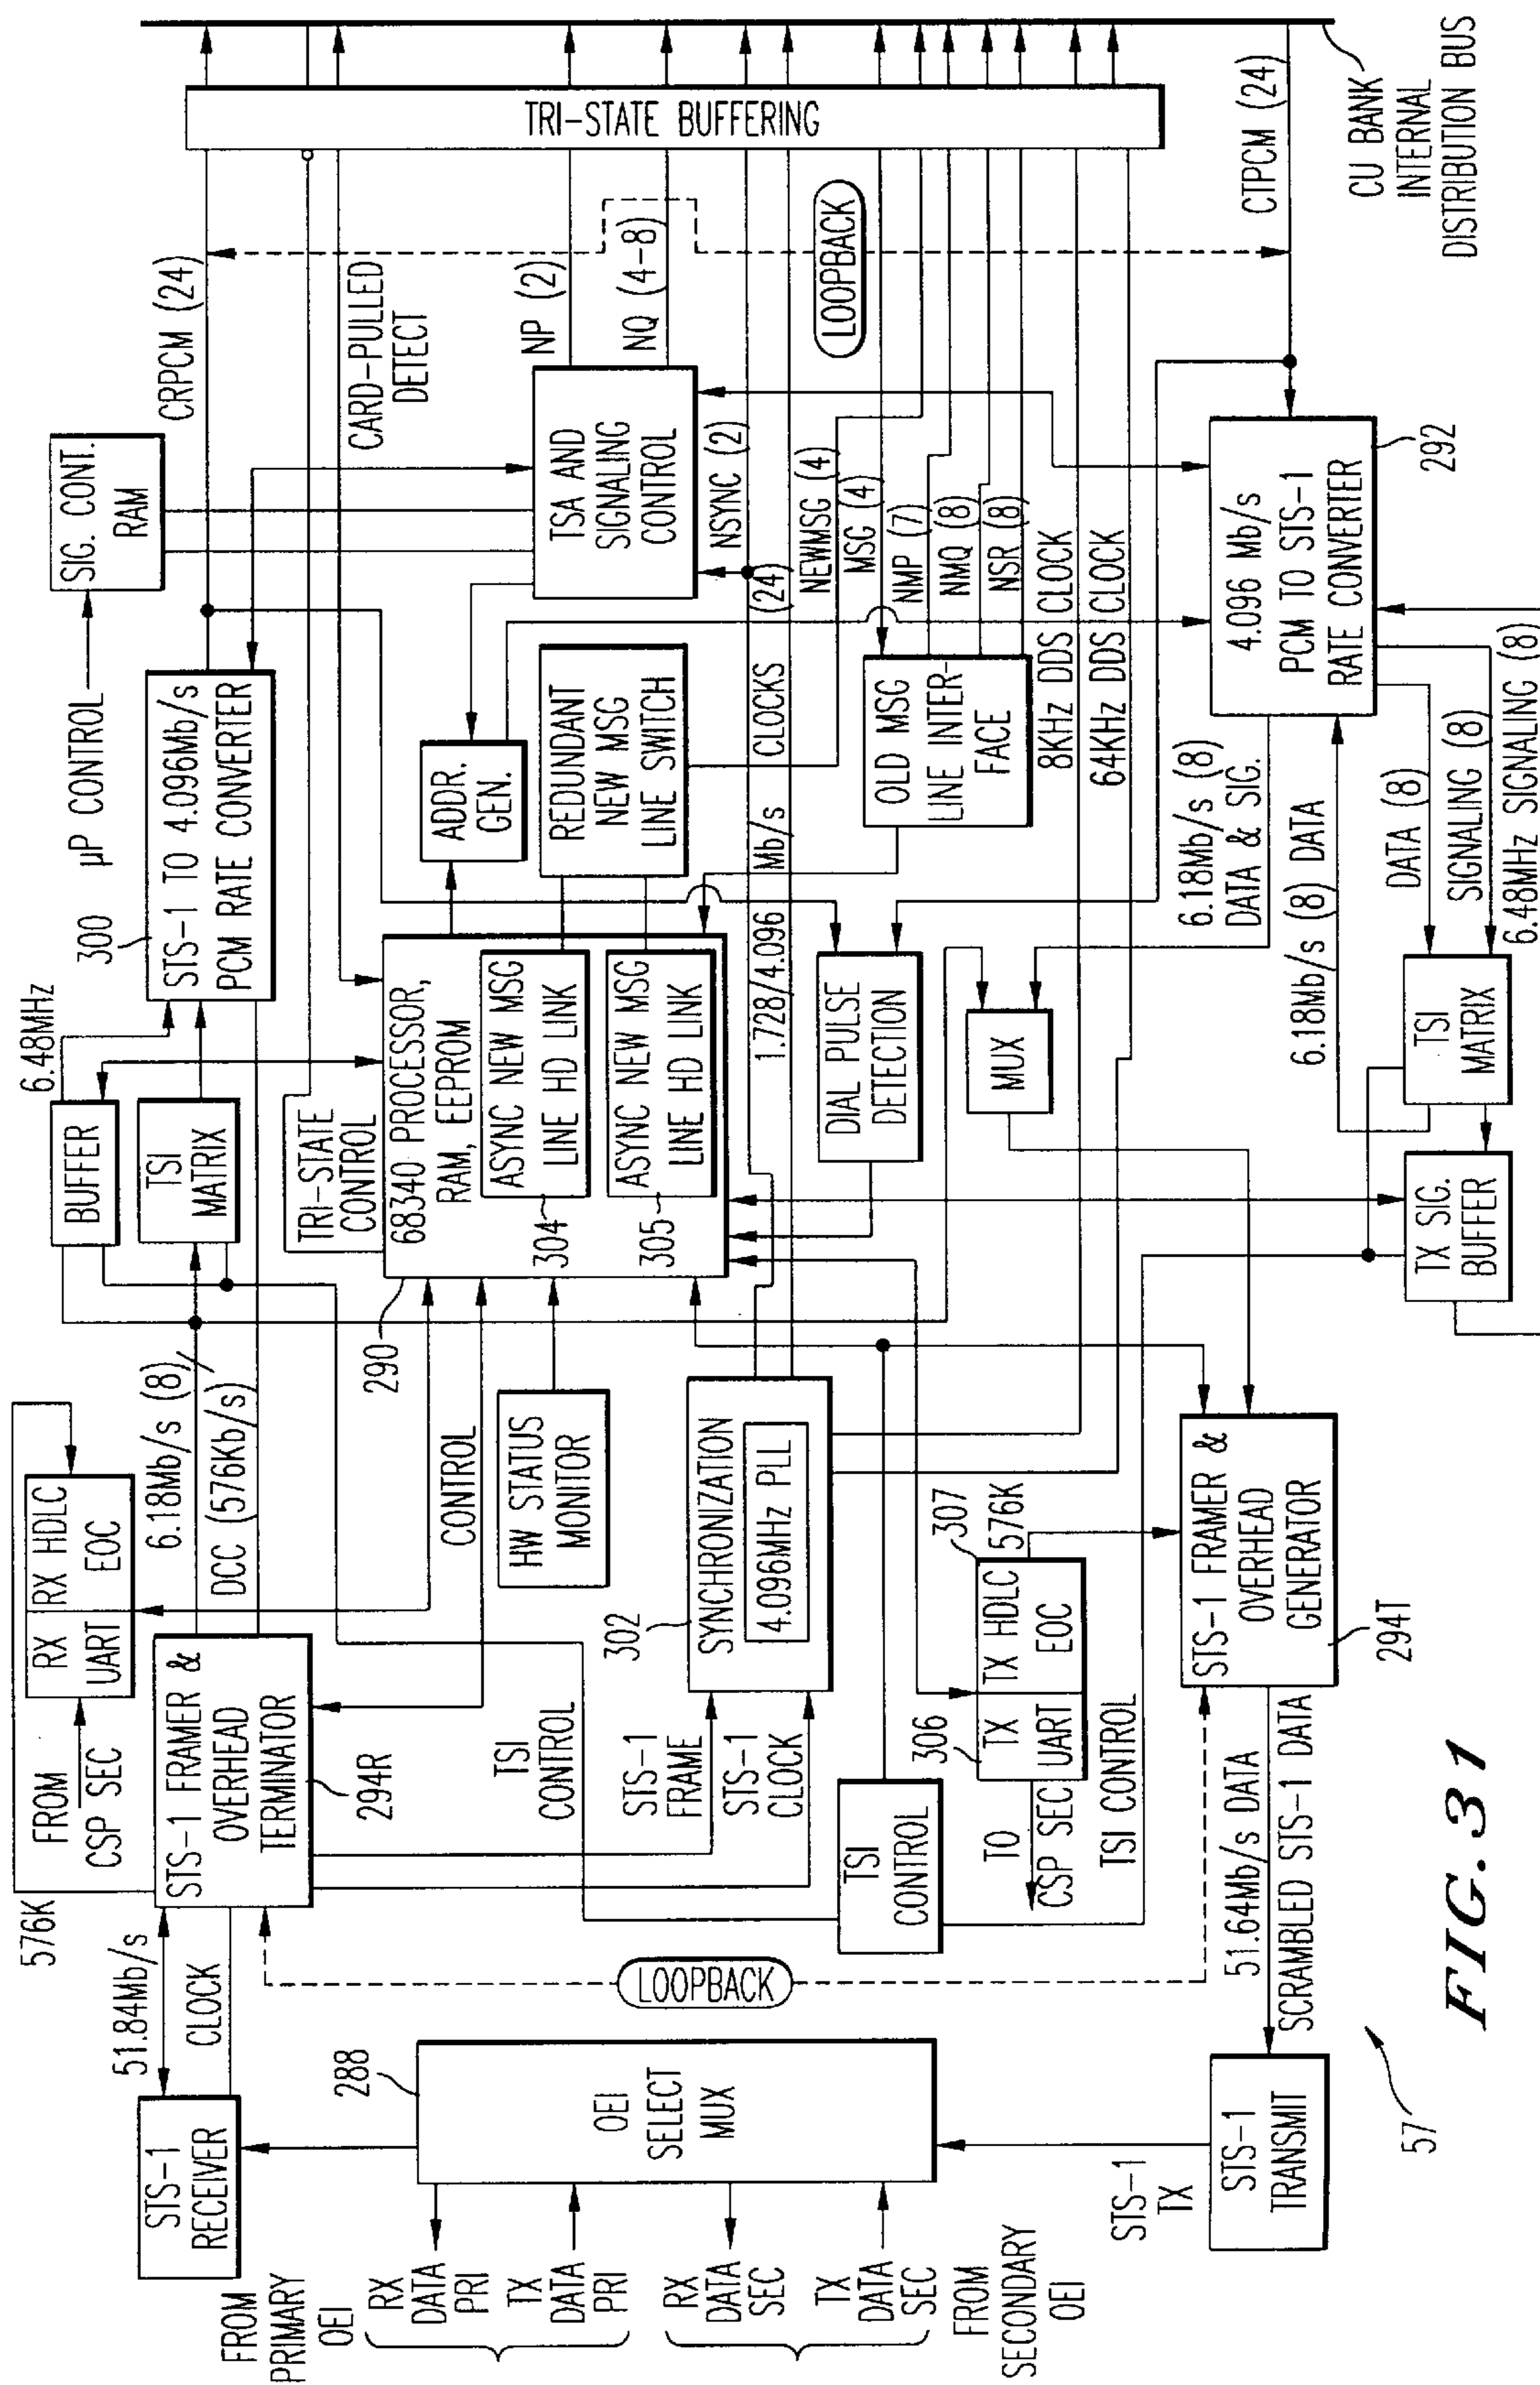 FROM
PRIMARY
OEI
RX
DATA
PRI
TX
DATA
PRI
RX
DATA
SEC
TX
DATA
SEC
FROM
SECONDARY
OEI
STS-1
RECEIVER
51.84Mb/s
CLOCK
288
OEI
SELECT
MUX
STS-1
TX
STS-1
TRANSMIT
57
576K
FROM
CSP SEC
RX
UART
RX HDLC
EOC
STS-1 FRAMER &
OVERHEAD
TERMINATOR
294R
LOOPBACK
6.18Mb/s (8)
DCC (576Kb/s)
CONTROL
TSI
CONTROL
STS-1
FRAME
STS-1
CLOCK
TSI
CONTROL
HW STATUS
MONITOR
302
SYNCHRONIZATION
4.096MHz PLL
306
TX
UART
TX HDLC
EOC
307
576K
TO
CSP SEC
TSI CONTROL
51.64Mb/s DATA
SCRAMBLED STS-1 DATA
STS-1 FRAMER &
OVERHEAD
GENERATOR
294T
6.48MHz
BUFFER
TSI
MATRIX
TRI-STATE
CONTROL
290
68340 PROCESSOR,
RAM, EEPROM
ASYNC NEW MSG
LINE HD LINK
304
ASYNC NEW MSG
LINE HD LINK
305
DIAL PULSE
DETECTION
MUX
TX SIG.
BUFFER
TSI
MATRIX
300
STS-1 TO 4.096Mb/s
PCM RATE CONVERTER
µP CONTROL
SIG. CONT.
RAM
ADDR.
GEN.
REDUNDANT
NEW MSG
LINE SWITCH
1.728/4.096 Mb/s CLOCKS (24)
OLD MSG
LINE INTER-
FACE
6.18Mb/s (8)
DATA & SIG.
6.18Mb/s (8) DATA
DATA (8)
SIGNALING (8)
6.48MHz SIGNALING (8)
CRPCM (24)
CARD-PULLED
DETECT
TSA AND
SIGNALING
CONTROL
NP (2)
NQ (4-8)
NSYNC (2)
NEWMSG (4)
MSG (4)
NMP (7)
NMQ (8)
NSR (8)
8KHz DDS CLOCK
64KHz DDS CLOCK
LOOPBACK
4.096 Mb/s
PCM TO STS-1
RATE CONVERTER
292
TRI-STATE BUFFERING
CTPCM (24)
CU BANK
INTERNAL
DISTRIBUTION BUS
FIG. 31